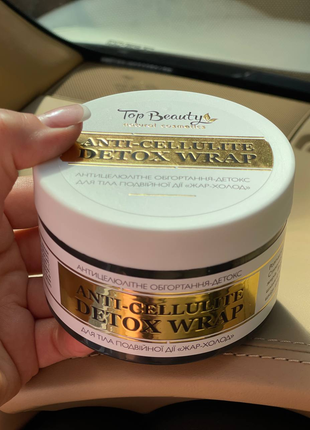 Top Beauty
ANTI-CELLULITE
DETOX WRAP
АНТИЦЕЛЮЛІТНЕ ОБГОРТАННЯ-ДЕТОКС
ДЛЯ ТІЛА ПОДВІЙНОЇ ДІЇ «ЖАР-ХОЛОД»
АНТИЦЕЛЮЛІТНЕ ОБГОРТАННЯ-ДЕТОКС
ANTI-CELLULITE
DETOX WRAP
ДЛЯ ТІЛА ПОДВІЙНОЇ ДІЇ «ЖАР-ХОЛОД»